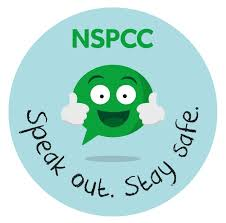 NSPCC
Speak out. Stay safe.